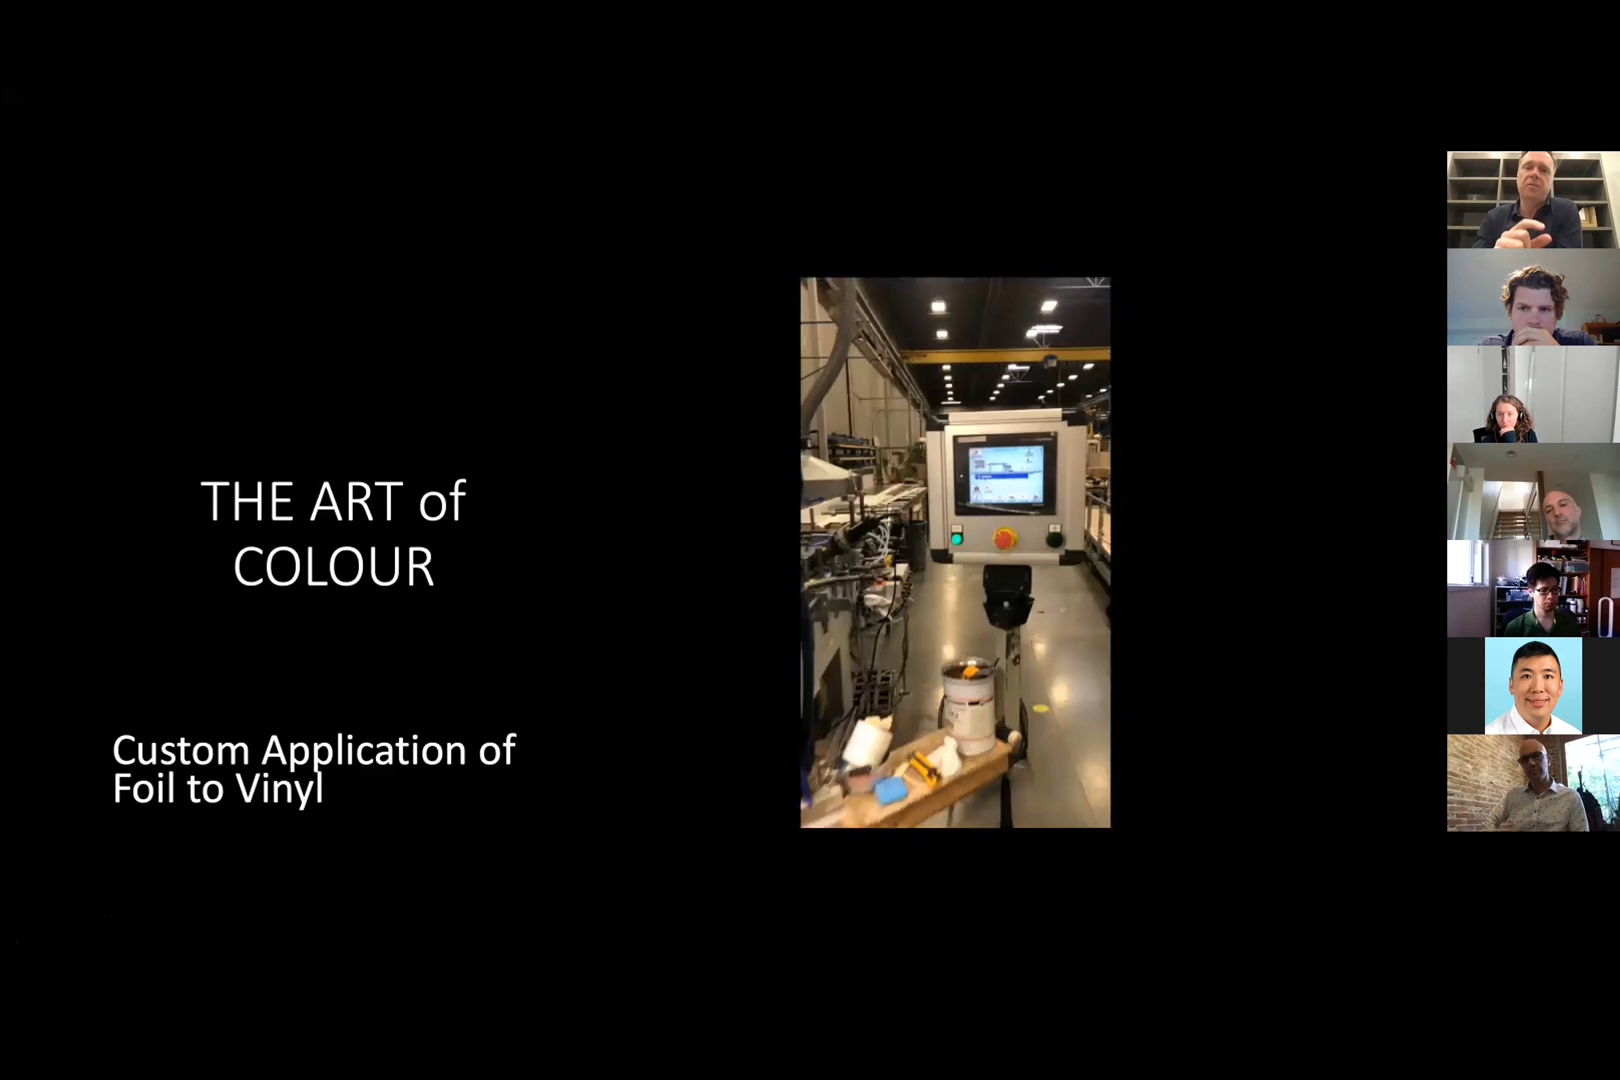 THE ART of
COLOUR
Custom Application of
Foil to Vinyl